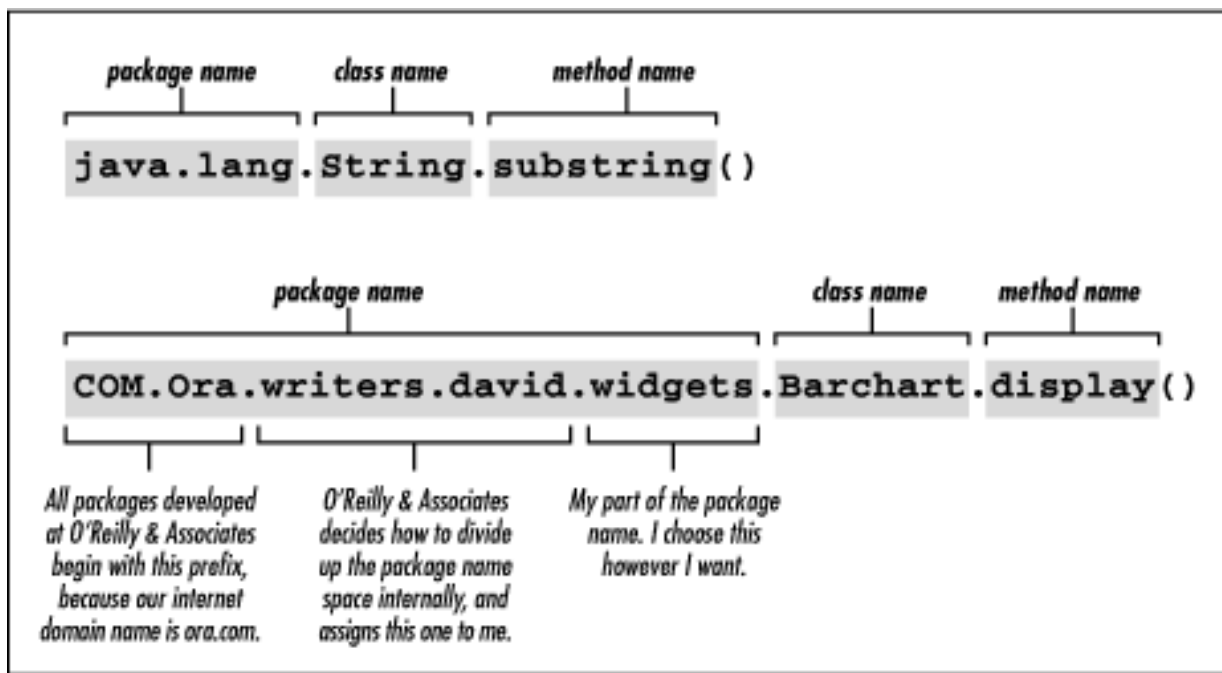 package name class name method name
java.lang.String.substring()
package name class name method name
COM.Ora.writers.david.widgets.Barchart.display()
All packages developed
at O'Reilly & Associates
begin with this prefix,
because our internet
domain name is ora.com.
O'Reilly & Associates
decides how to divide
up the package name
space internally, and
assigns this one to me.
My part of the package
name. I choose this
however I want.